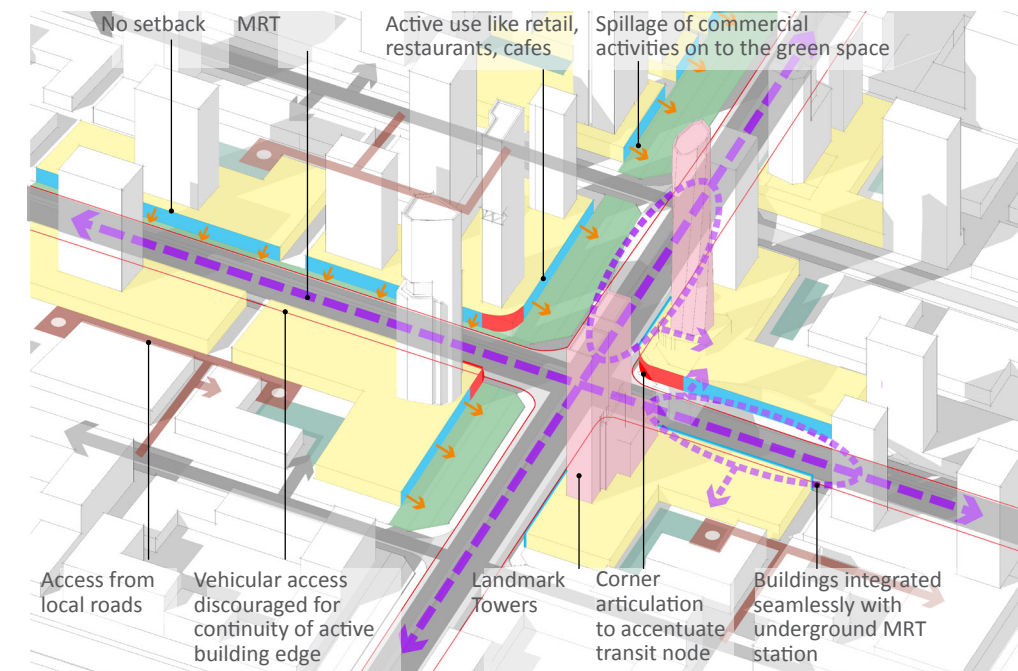 No setback
MRT
Active use like retail,
restaurants, cafes
Spillage of commercial
activities on to the green space
Access from
local roads
Vehicular access
discouraged for
continuity of active
building edge
Landmark
Towers
Corner
articulation
to accentuate
transit node
Buildings integrated
seamlessly with
underground MRT
station